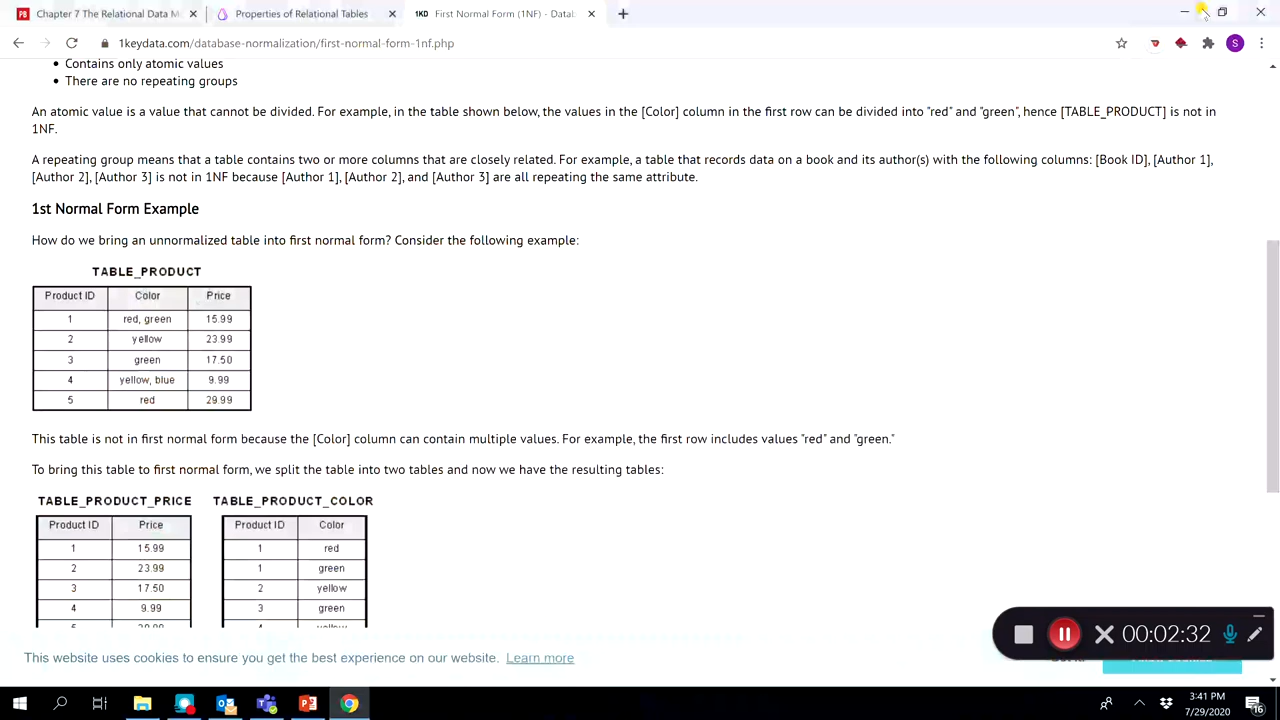 Chapter 7 The Relational Data M
Properties of Relational Tables
1KD First Normal Form (1NF) - Datab
1keydata.com/database-normalization/first-normal-form-1nf.php
S
• Contains only atomic values
• There are no repeating groups
An atomic value is a value that cannot be divided. For example, in the table shown below, the values in the [Color] column in the first row can be divided into "red" and "green", hence [TABLE_PRODUCT] is not in
1NF.
A repeating group means that a table contains two or more columns that are closely related. For example, a table that records data on a book and its author(s) with the following columns: [Book ID], [Author 1],
[Author 2], [Author 3] is not in 1NF because [Author 1], [Author 2], and [Author 3] are all repeating the same attribute.
1st Normal Form Example
How do we bring an unnormalized table into first normal form? Consider the following example:
TABLE_PRODUCT
Product ID Color Price
1 red, green 15.99
2 yellow 23.99
3 green 17.50
4 yellow, blue 9.99
5 red 29.99
This table is not in first normal form because the [Color] column can contain multiple values. For example, the first row includes values "red" and "green."
To bring this table to first normal form, we split the table into two tables and now we have the resulting tables:
TABLE_PRODUCT_PRICE TABLE_PRODUCT_COLOR
Product ID Price Product ID Color
1 15.99 1 red
2 23.99 1 green
3 17.50 2 yellow
4 9.99 3 green
00:02:32
This website uses cookies to ensure you get the best experience on our website. Learn more
3:41 PM
7/29/2020
16